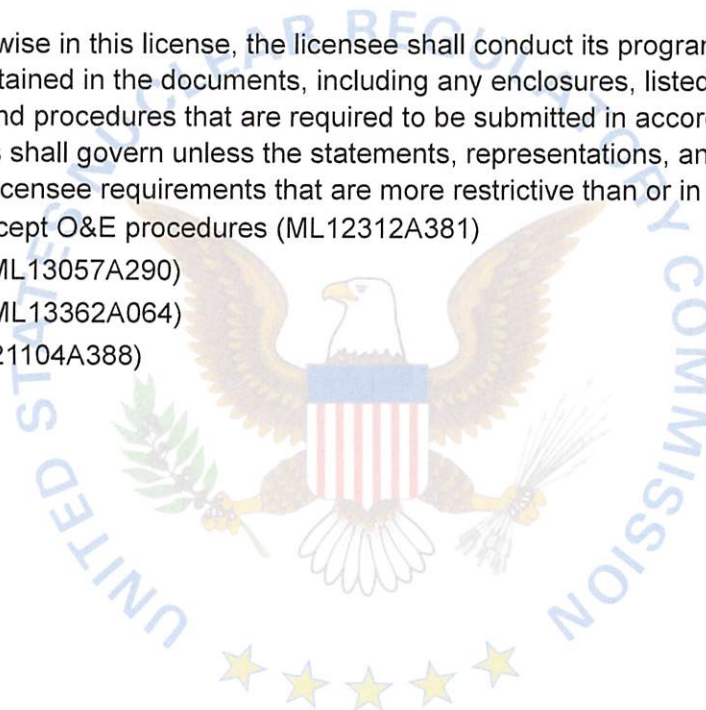 wise in this license, the licensee shall conduct its progran
tained in the documents, including any enclosures, listed
nd procedures that are required to be submitted in accor
s shall govern unless the statements, representations, an
icensee requirements that are more restrictive than or in
cept O&E procedures (ML12312A381)
ML13057A290)
ML13362A064)
21104A388)
UNITED STATES NUCLEAR REGULATORY COMMISSION